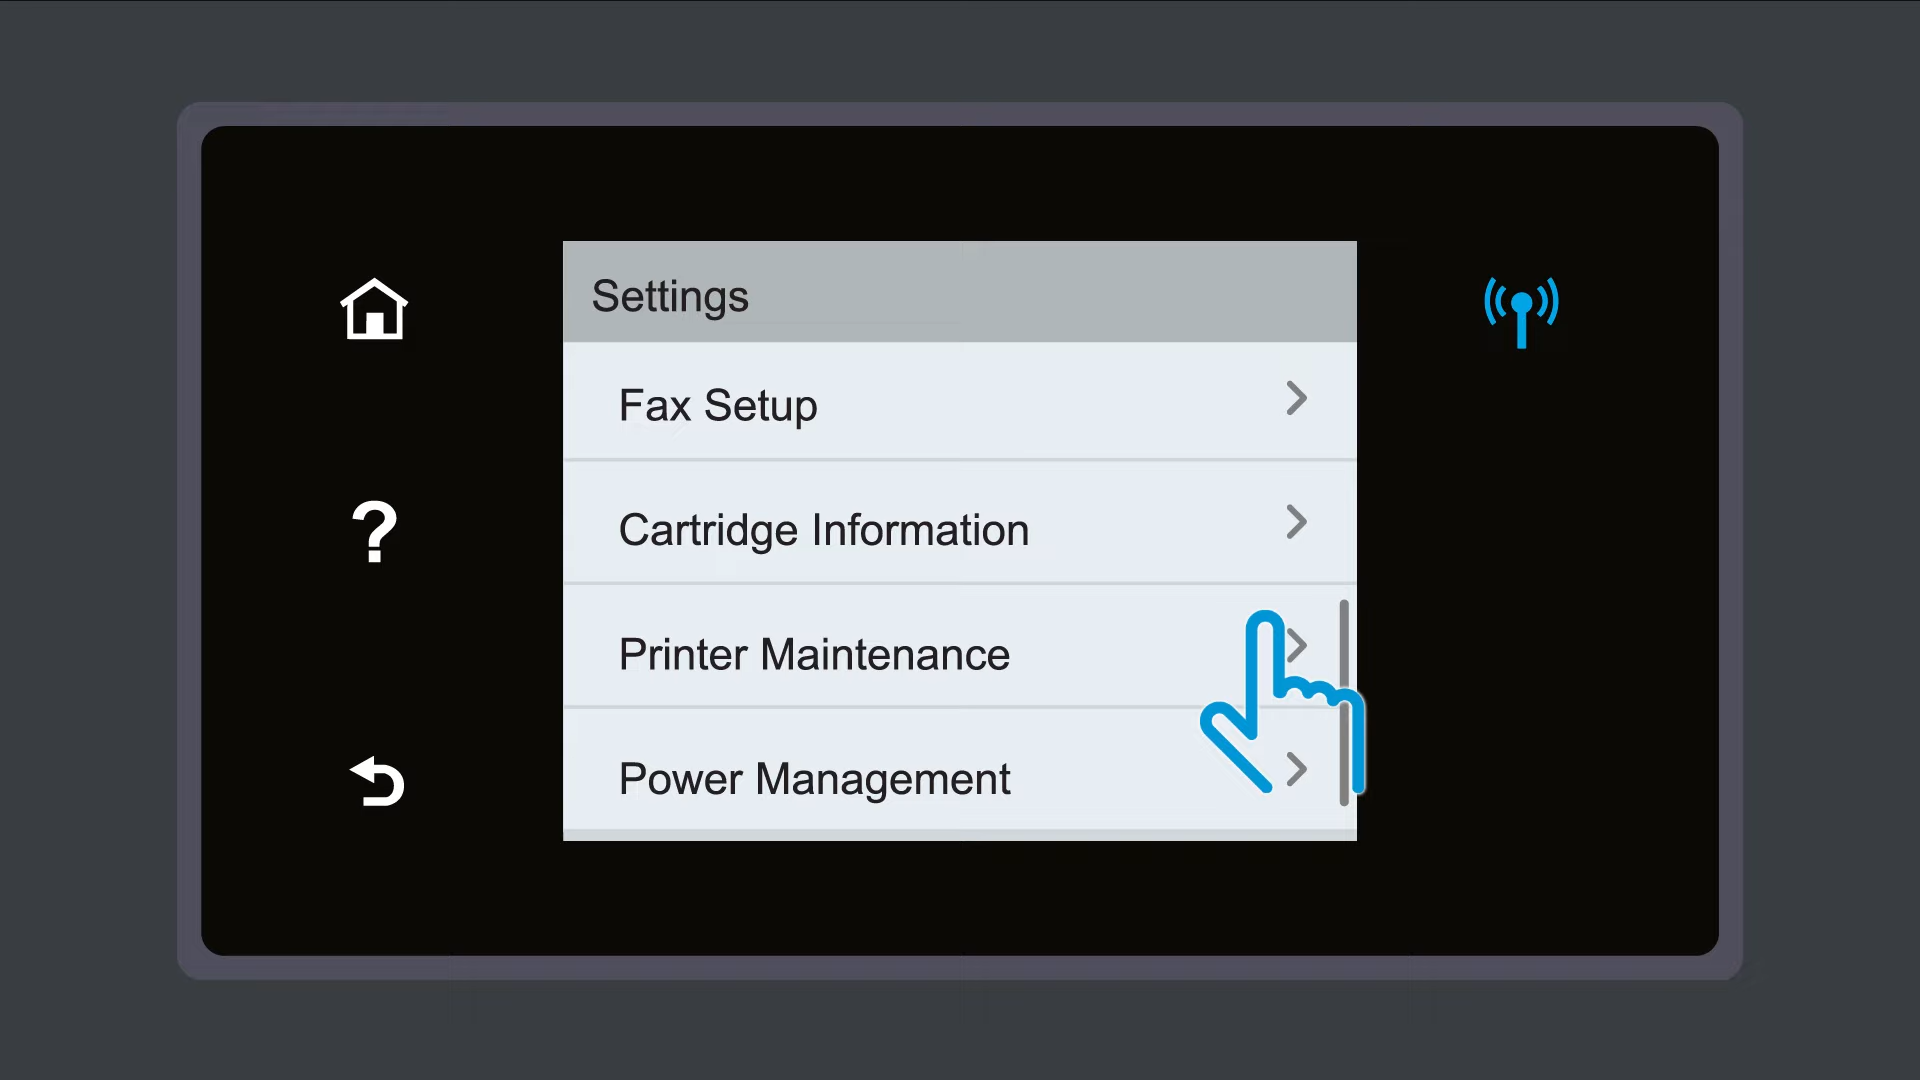 Settings
Fax Setup
Cartridge Information
Printer Maintenance
Power Management